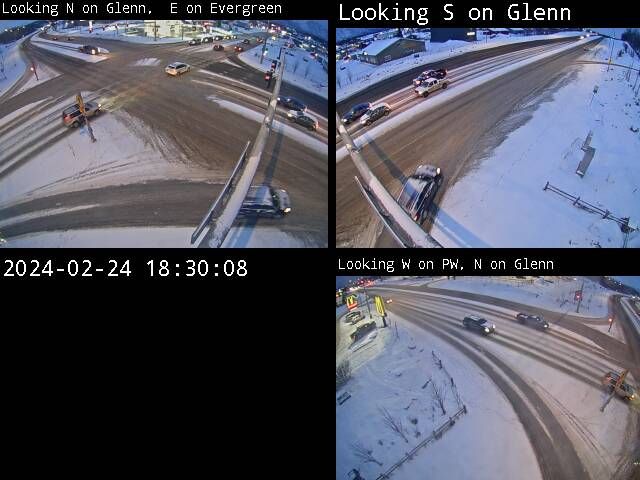 Looking N on Glenn,  E on Evergreen
Looking S on Glenn
2024-02-24 18:30:08
Looking W on PW, N on Glenn